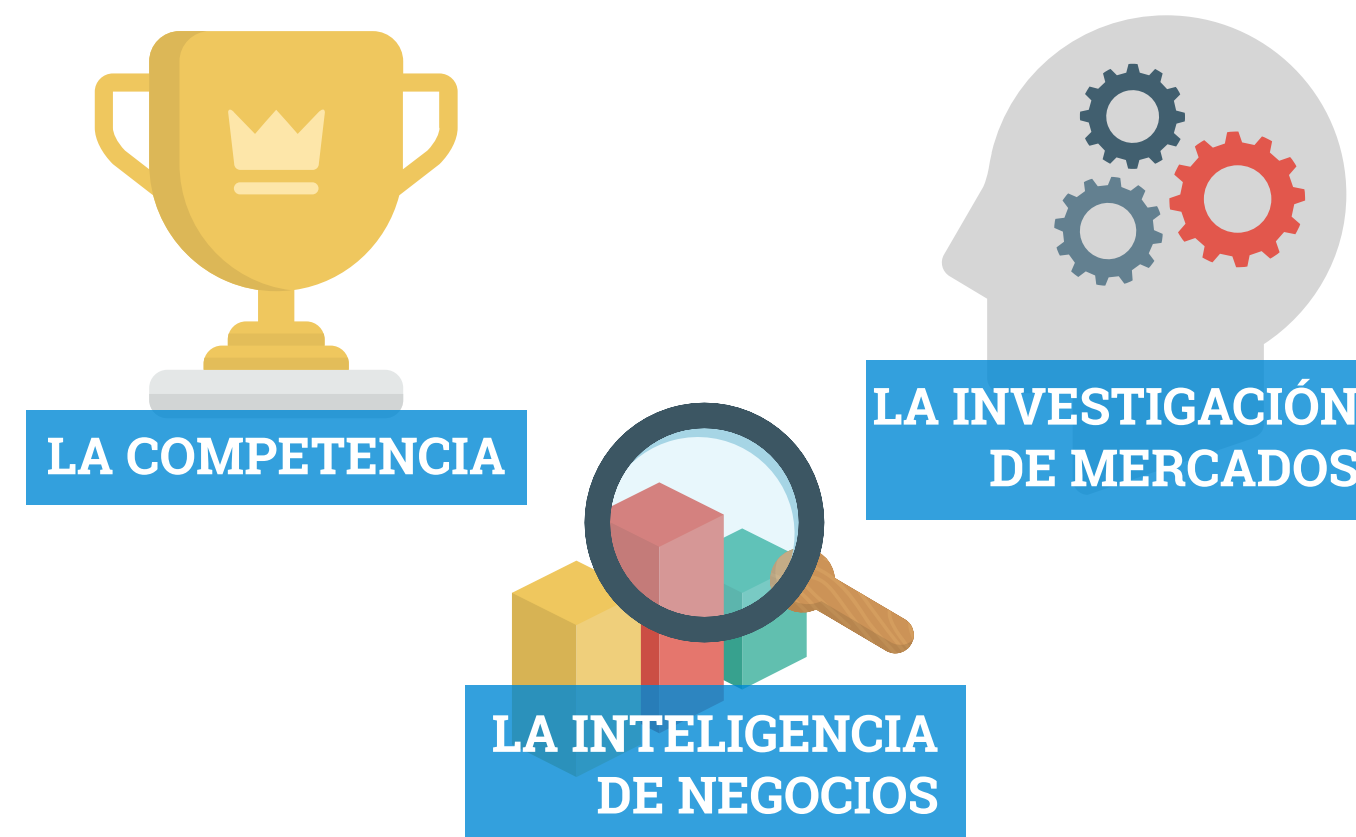 LA COMPETENCIA
LA INVESTIGACIÓN
DE MERCADOS
LA INTELIGENCIA
DE NEGOCIOS